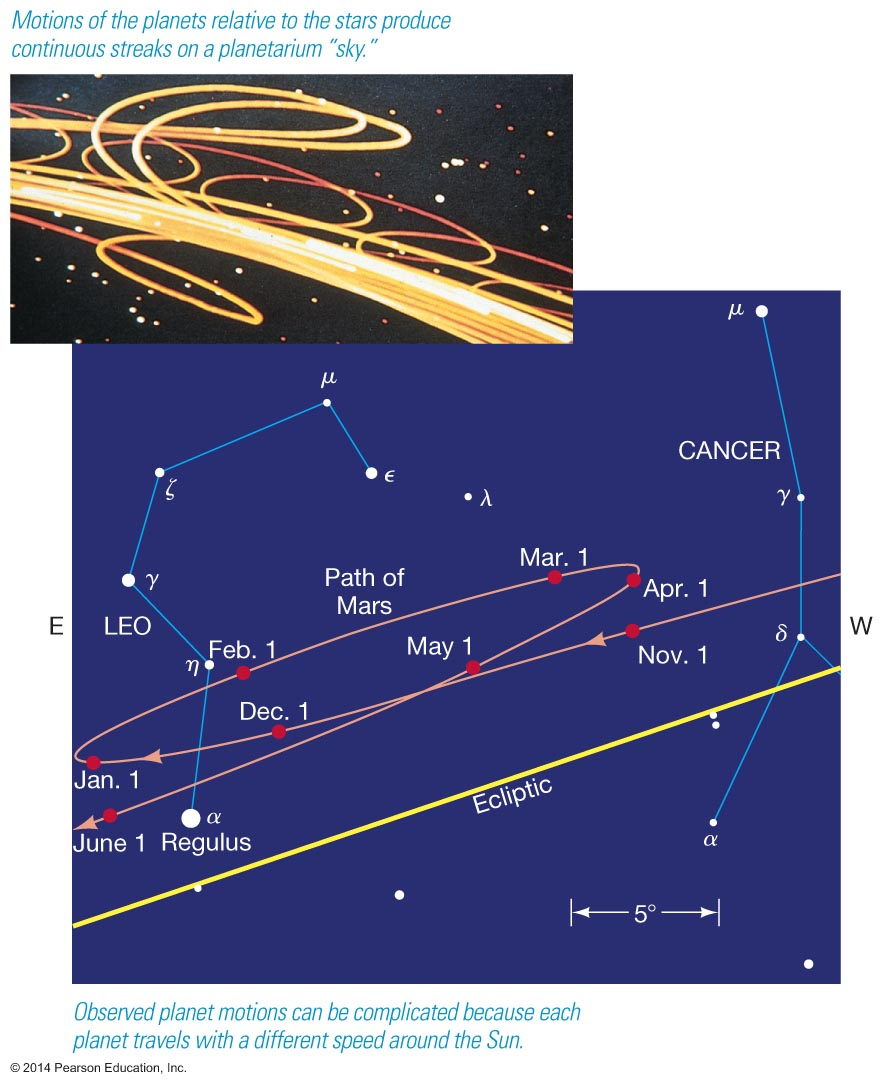 Motions of the planets relative to the stars produce
continuous streaks on a planetarium "sky."
μ
μ
CANCER
ϵ
ζ
λ
γ
Mar. 1
γ
Path of
Mars
Apr. 1
E
LEO
W
δ
Feb. 1
May 1
Nov. 1
η
Dec. 1
Jan. 1
Ecliptic
α
June 1
Regulus
α
5°
Observed planet motions can be complicated because each
planet travels with a different speed around the Sun.
© 2014 Pearson Education, Inc.